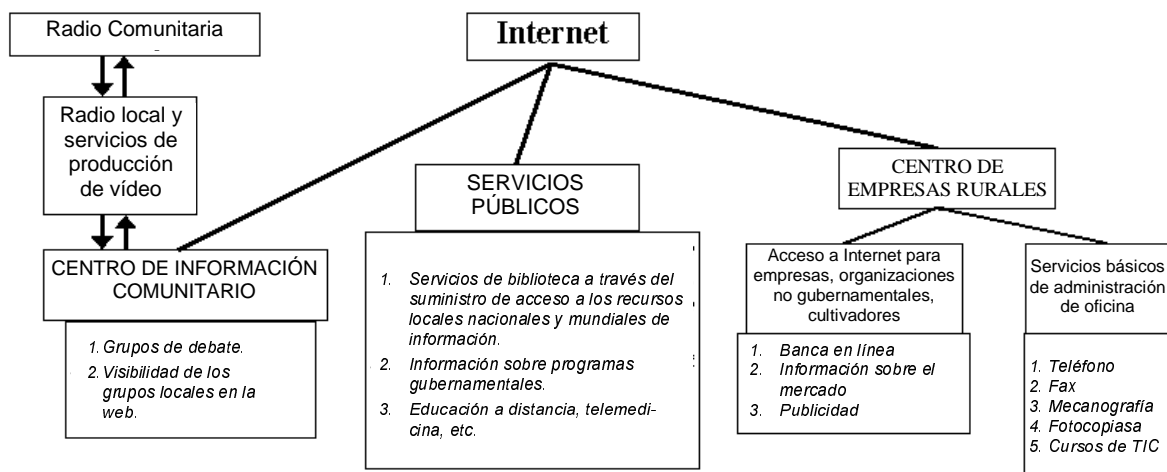 Radio Comunitaria
Internet
Radio local y
servicios de
producción
de vídeo
CENTRO DE INFORMACIÓN
COMUNITARIO
1. Grupos de debate.
2. Visibilidad de los
grupos locales en la
web.
SERVICIOS
PÚBLICOS
1. Servicios de biblioteca a través del
suministro de acceso a los recursos
locales nacionales y mundiales de
información.
2. Información sobre programas
gubernamentales.
3. Educación a distancia, telemedi-
cina, etc.
CENTRO DE
EMPRESAS RURALES
Acceso a Internet para
empresas, organizaciones
no gubernamentales,
cultivadores
1. Banca en línea
2. Información sobre el
mercado
3. Publicidad
Servicios básicos
de administración
de oficina
1. Teléfono
2. Fax
3. Mecanografía
4. Fotocopiasa
5. Cursos de TIC